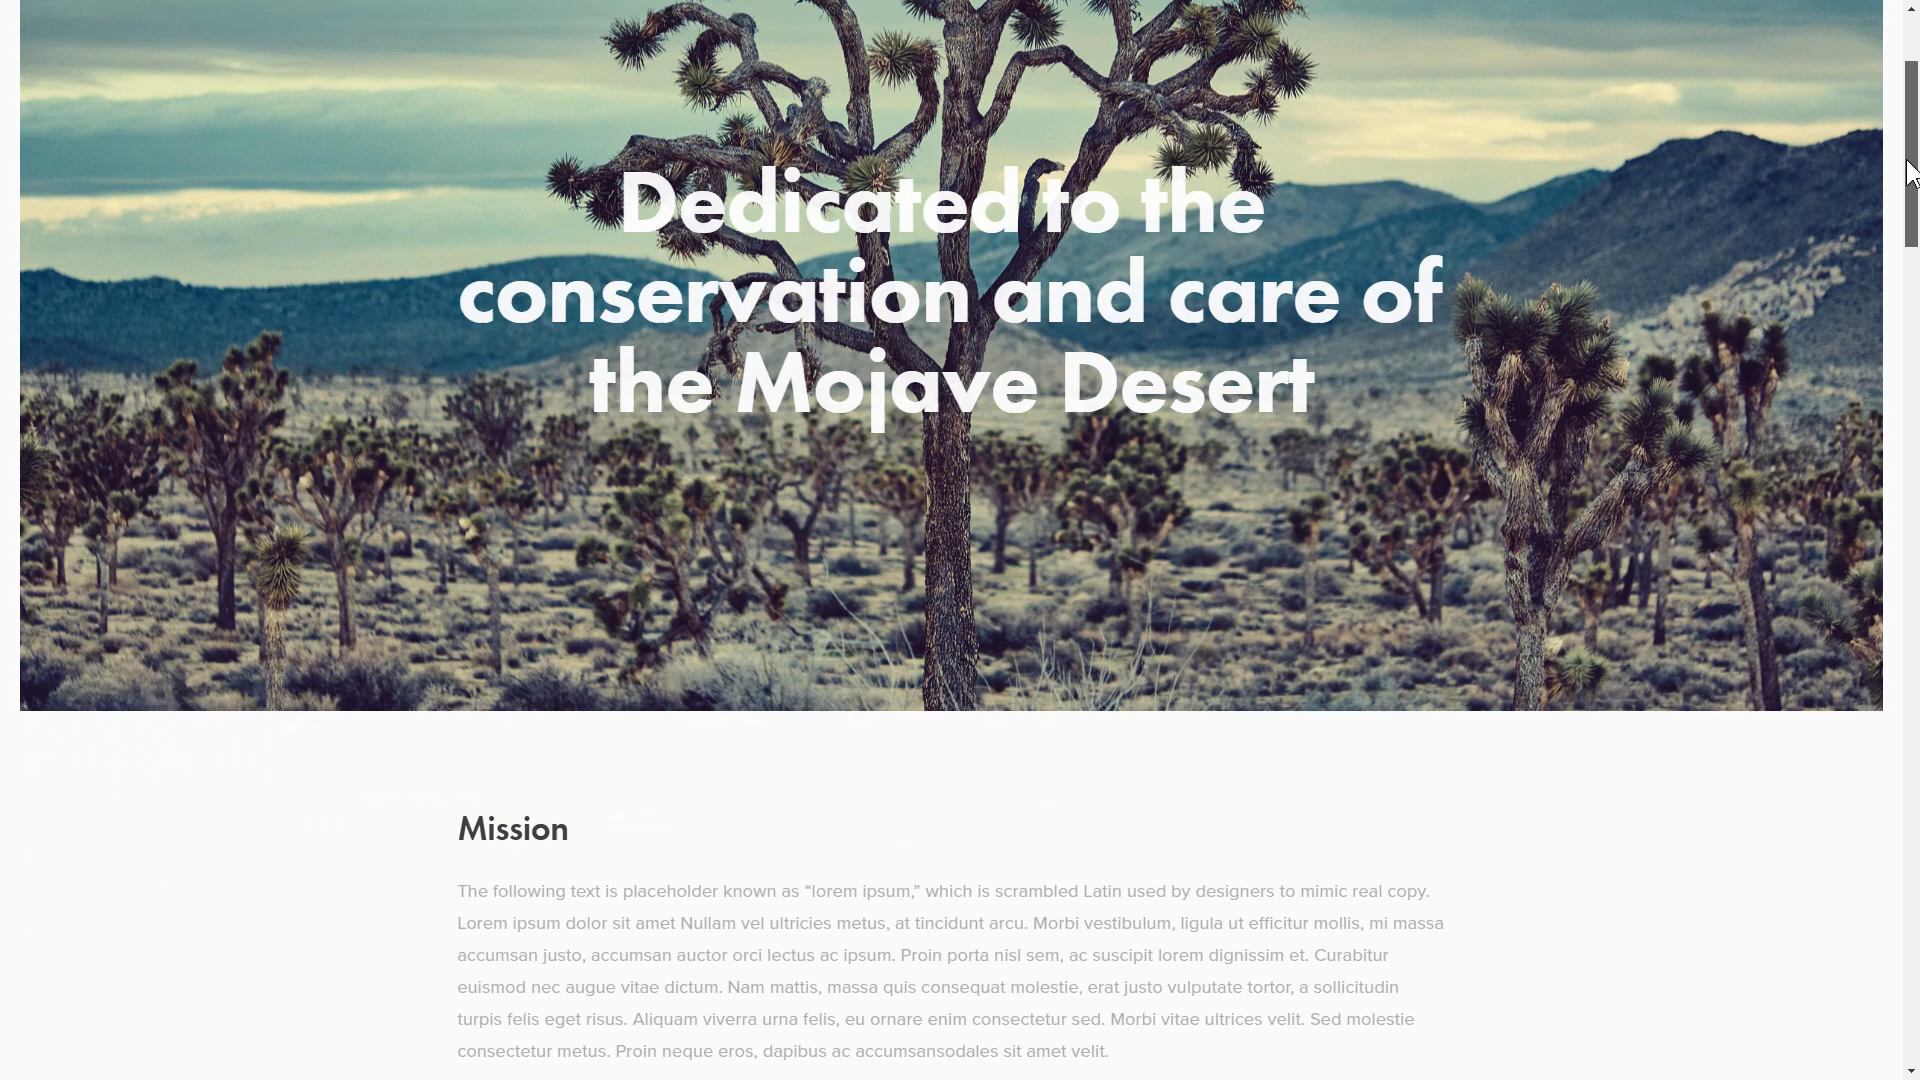 Dedicated to the
conservation and care of
the Mojave Desert
Mission
The following text is placeholder known as “lorem ipsum,” which is scrambled Latin used by designers to mimic real copy.
Lorem ipsum dolor sit amet Nullam vel ultricies metus, at tincidunt arcu. Morbi vestibulum, ligula ut efficitur mollis, mi massa
accumsan justo, accumsan auctor orci lectus ac ipsum. Proin porta nisl sem, ac suscipit lorem dignissim et. Curabitur
euismod nec augue vitae dictum. Nam mattis, massa quis consequat molestie, erat justo vulputate tortor, a sollicitudin
turpis felis eget risus. Aliquam viverra urna felis, eu ornare enim consectetur sed. Morbi vitae ultrices velit. Sed molestie
consectetur metus. Proin neque eros, dapibus ac accumsansodales sit amet velit.